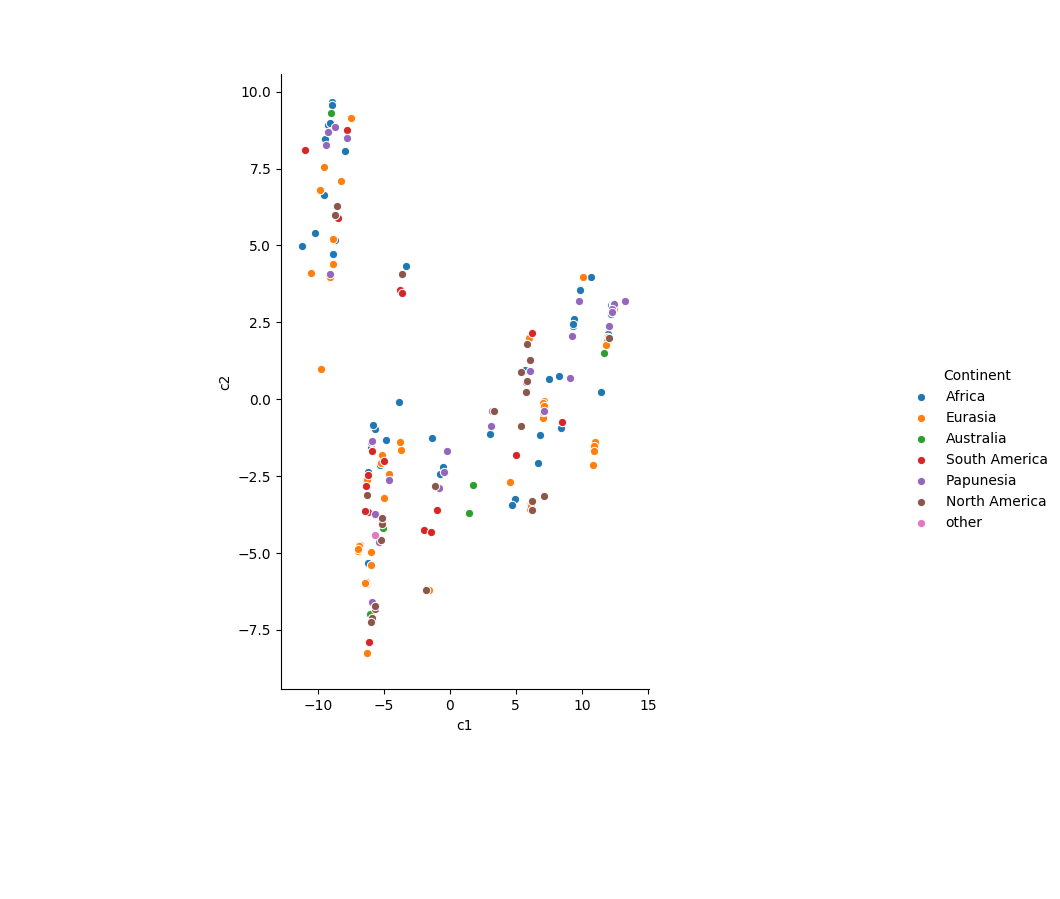 10.0
7.5
5.0
2.5
0.0
−2.5
−5.0
−7.5
c2
−10
−5
0
5
10
15
c1
Continent
Africa
Eurasia
Australia
South America
Papunesia
North America
other